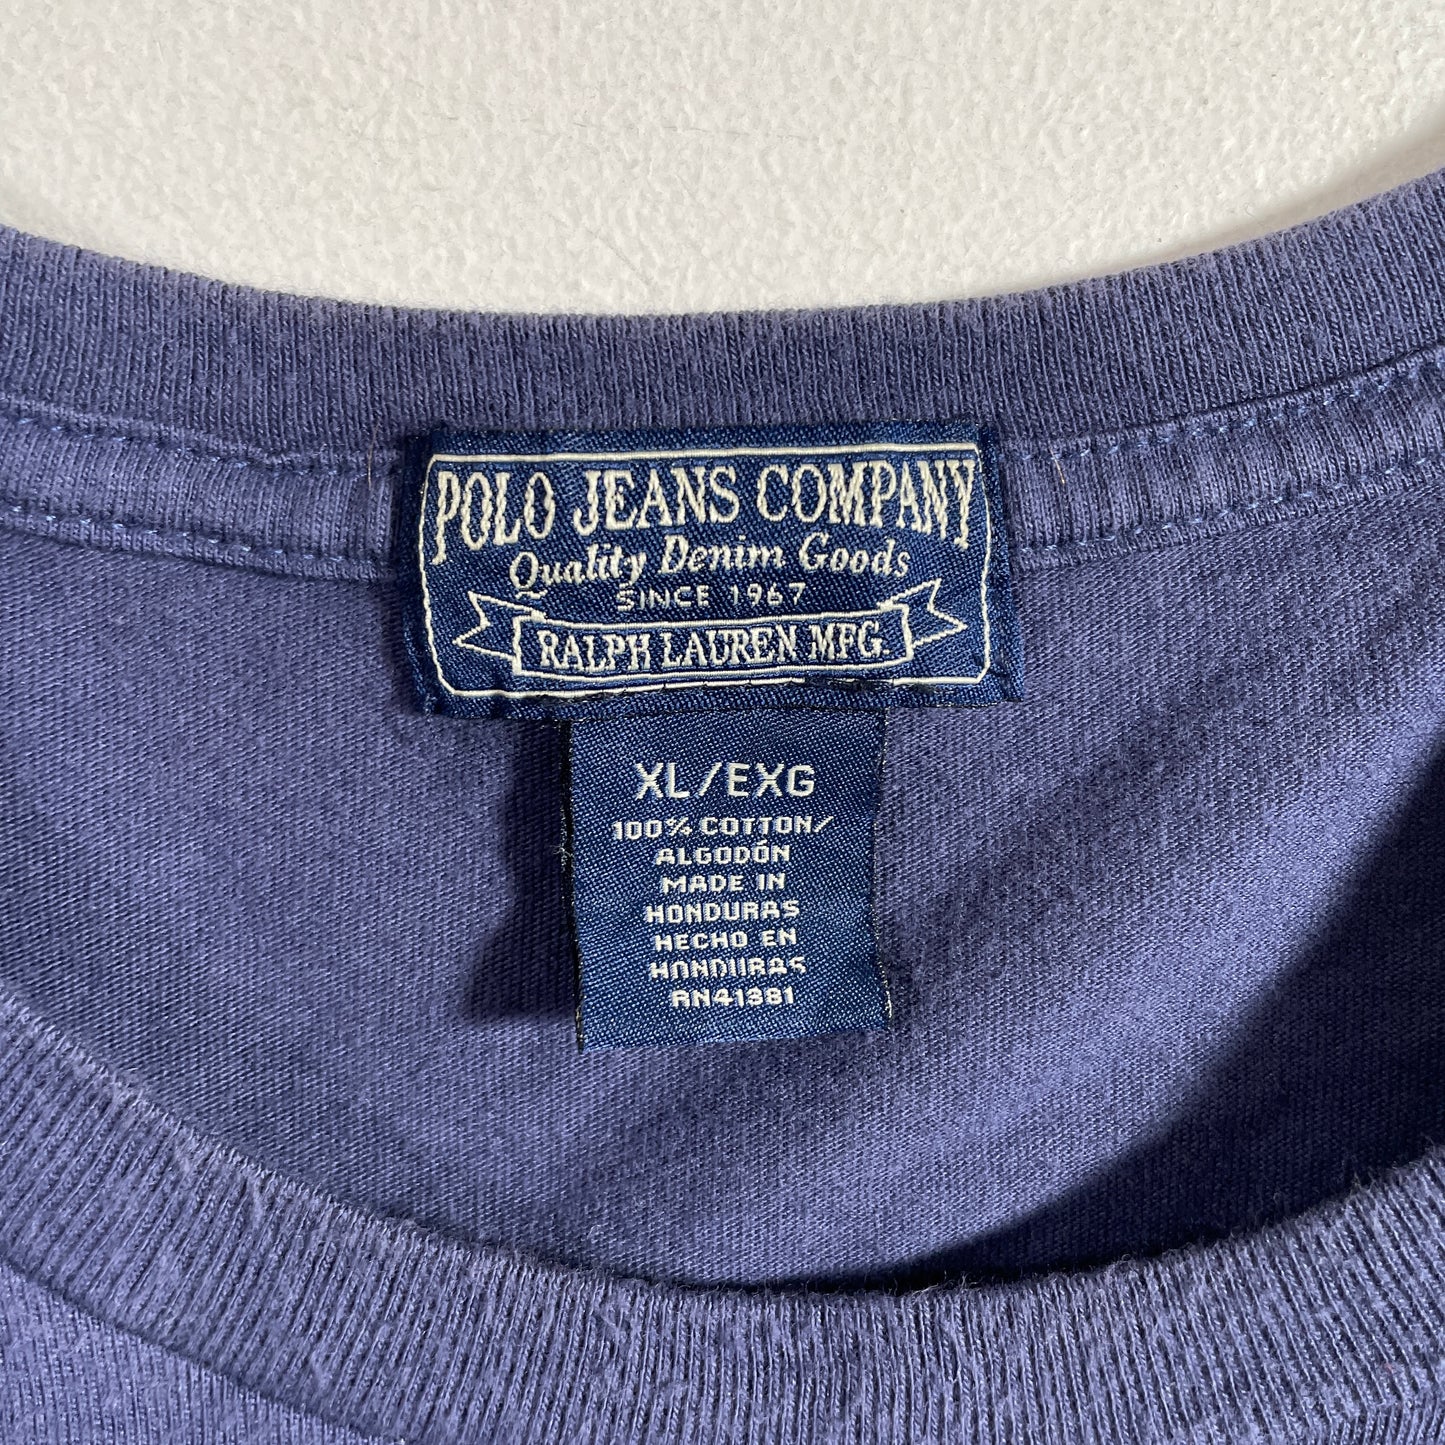 POLO JEANS COMPANY
Quality Denim Goods
SINCE 1967
RALPH LAUREN MFG.
XL/EXG
100% COTTON/
ALGODÓN
MADE IN
HONDURAS
HECHO EN
HONDURAS
RN41381